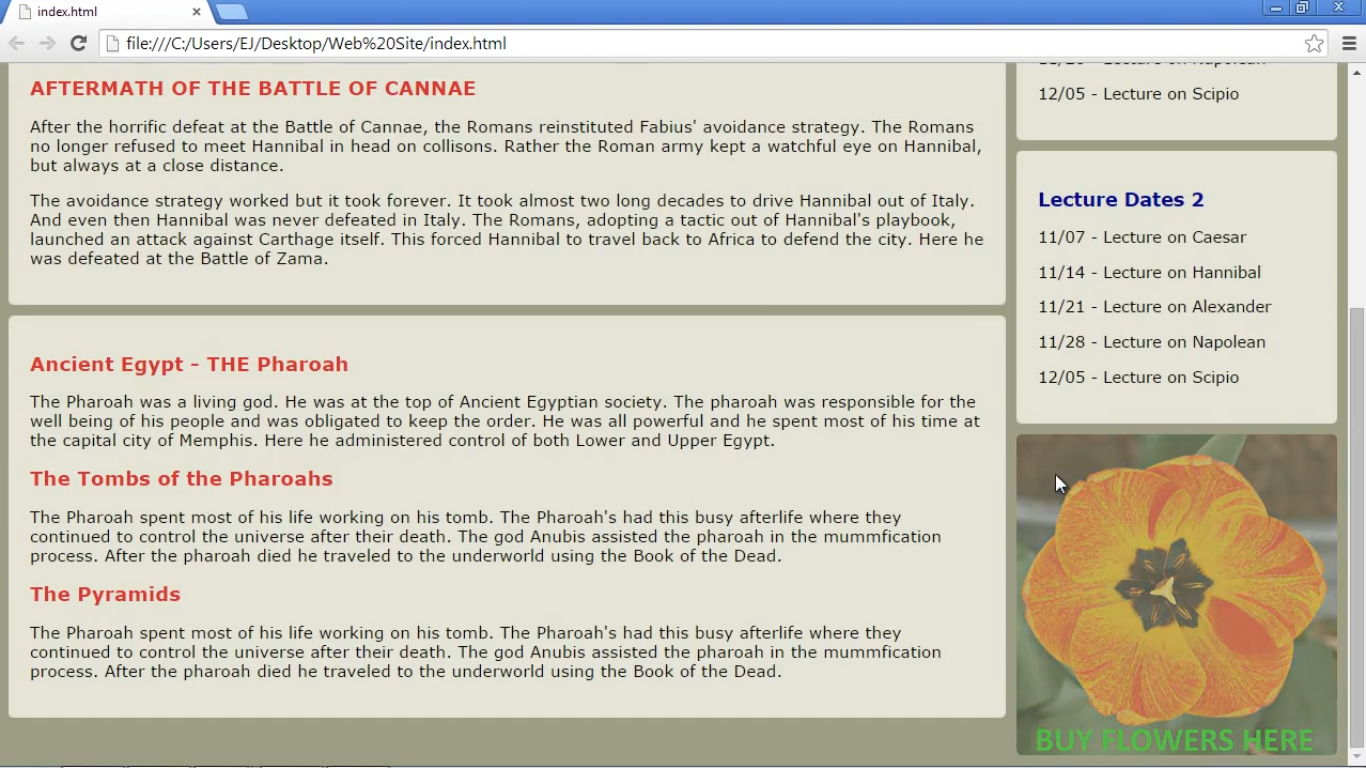 index.html
file:///C:/Users/EJ/Desktop/Web%20Site/index.html
AFTERMATH OF THE BATTLE OF CANNAE
After the horrific defeat at the Battle of Cannae, the Romans reinstituted Fabius' avoidance strategy. The Romans
no longer refused to meet Hannibal in head on collisons. Rather the Roman army kept a watchful eye on Hannibal,
but always at a close distance.
The avoidance strategy worked but it took forever. It took almost two long decades to drive Hannibal out of Italy.
And even then Hannibal was never defeated in Italy. The Romans, adopting a tactic out of Hannibal's playbook,
launched an attack against Carthage itself. This forced Hannibal to travel back to Africa to defend the city. Here he
was defeated at the Battle of Zama.
Ancient Egypt - THE Pharoah
The Pharoah was a living god. He was at the top of Ancient Egyptian society. The pharoah was responsible for the
well being of his people and was obligated to keep the order. He was all powerful and he spent most of his time at
the capital city of Memphis. Here he administered control of both Lower and Upper Egypt.
The Tombs of the Pharoahs
The Pharoah spent most of his life working on his tomb. The Pharoah's had this busy afterlife where they
continued to control the universe after their death. The god Anubis assisted the pharoah in the mummfication
process. After the pharoah died he traveled to the underworld using the Book of the Dead.
The Pyramids
The Pharoah spent most of his life working on his tomb. The Pharoah's had this busy afterlife where they
continued to control the universe after their death. The god Anubis assisted the pharoah in the mummfication
process. After the pharoah died he traveled to the underworld using the Book of the Dead.
Lecture on Napolean
12/05 - Lecture on Scipio
Lecture Dates 2
11/07 - Lecture on Caesar
11/14 - Lecture on Hannibal
11/21 - Lecture on Alexander
11/28 - Lecture on Napolean
12/05 - Lecture on Scipio
BUY FLOWERS HERE